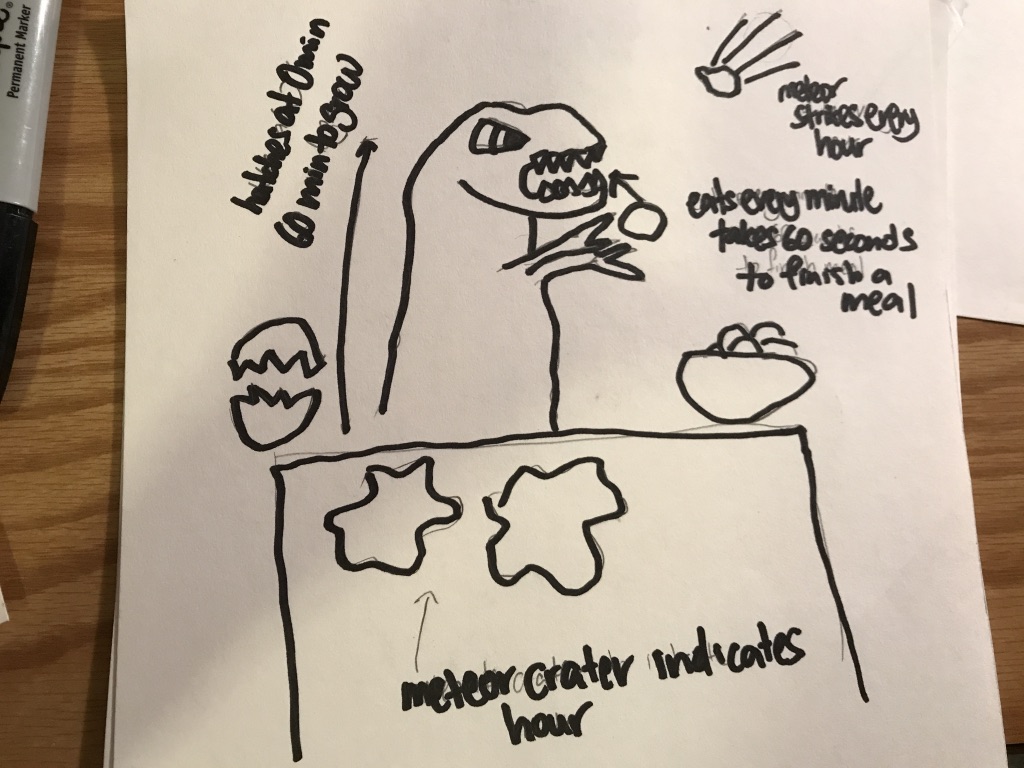 Permanent Marker
hatches at 0 min
60 min to grow
meteor
strikes every
hour
eats every minute
takes 60 seconds
to finish a
meal
meteor crater indicates
hour